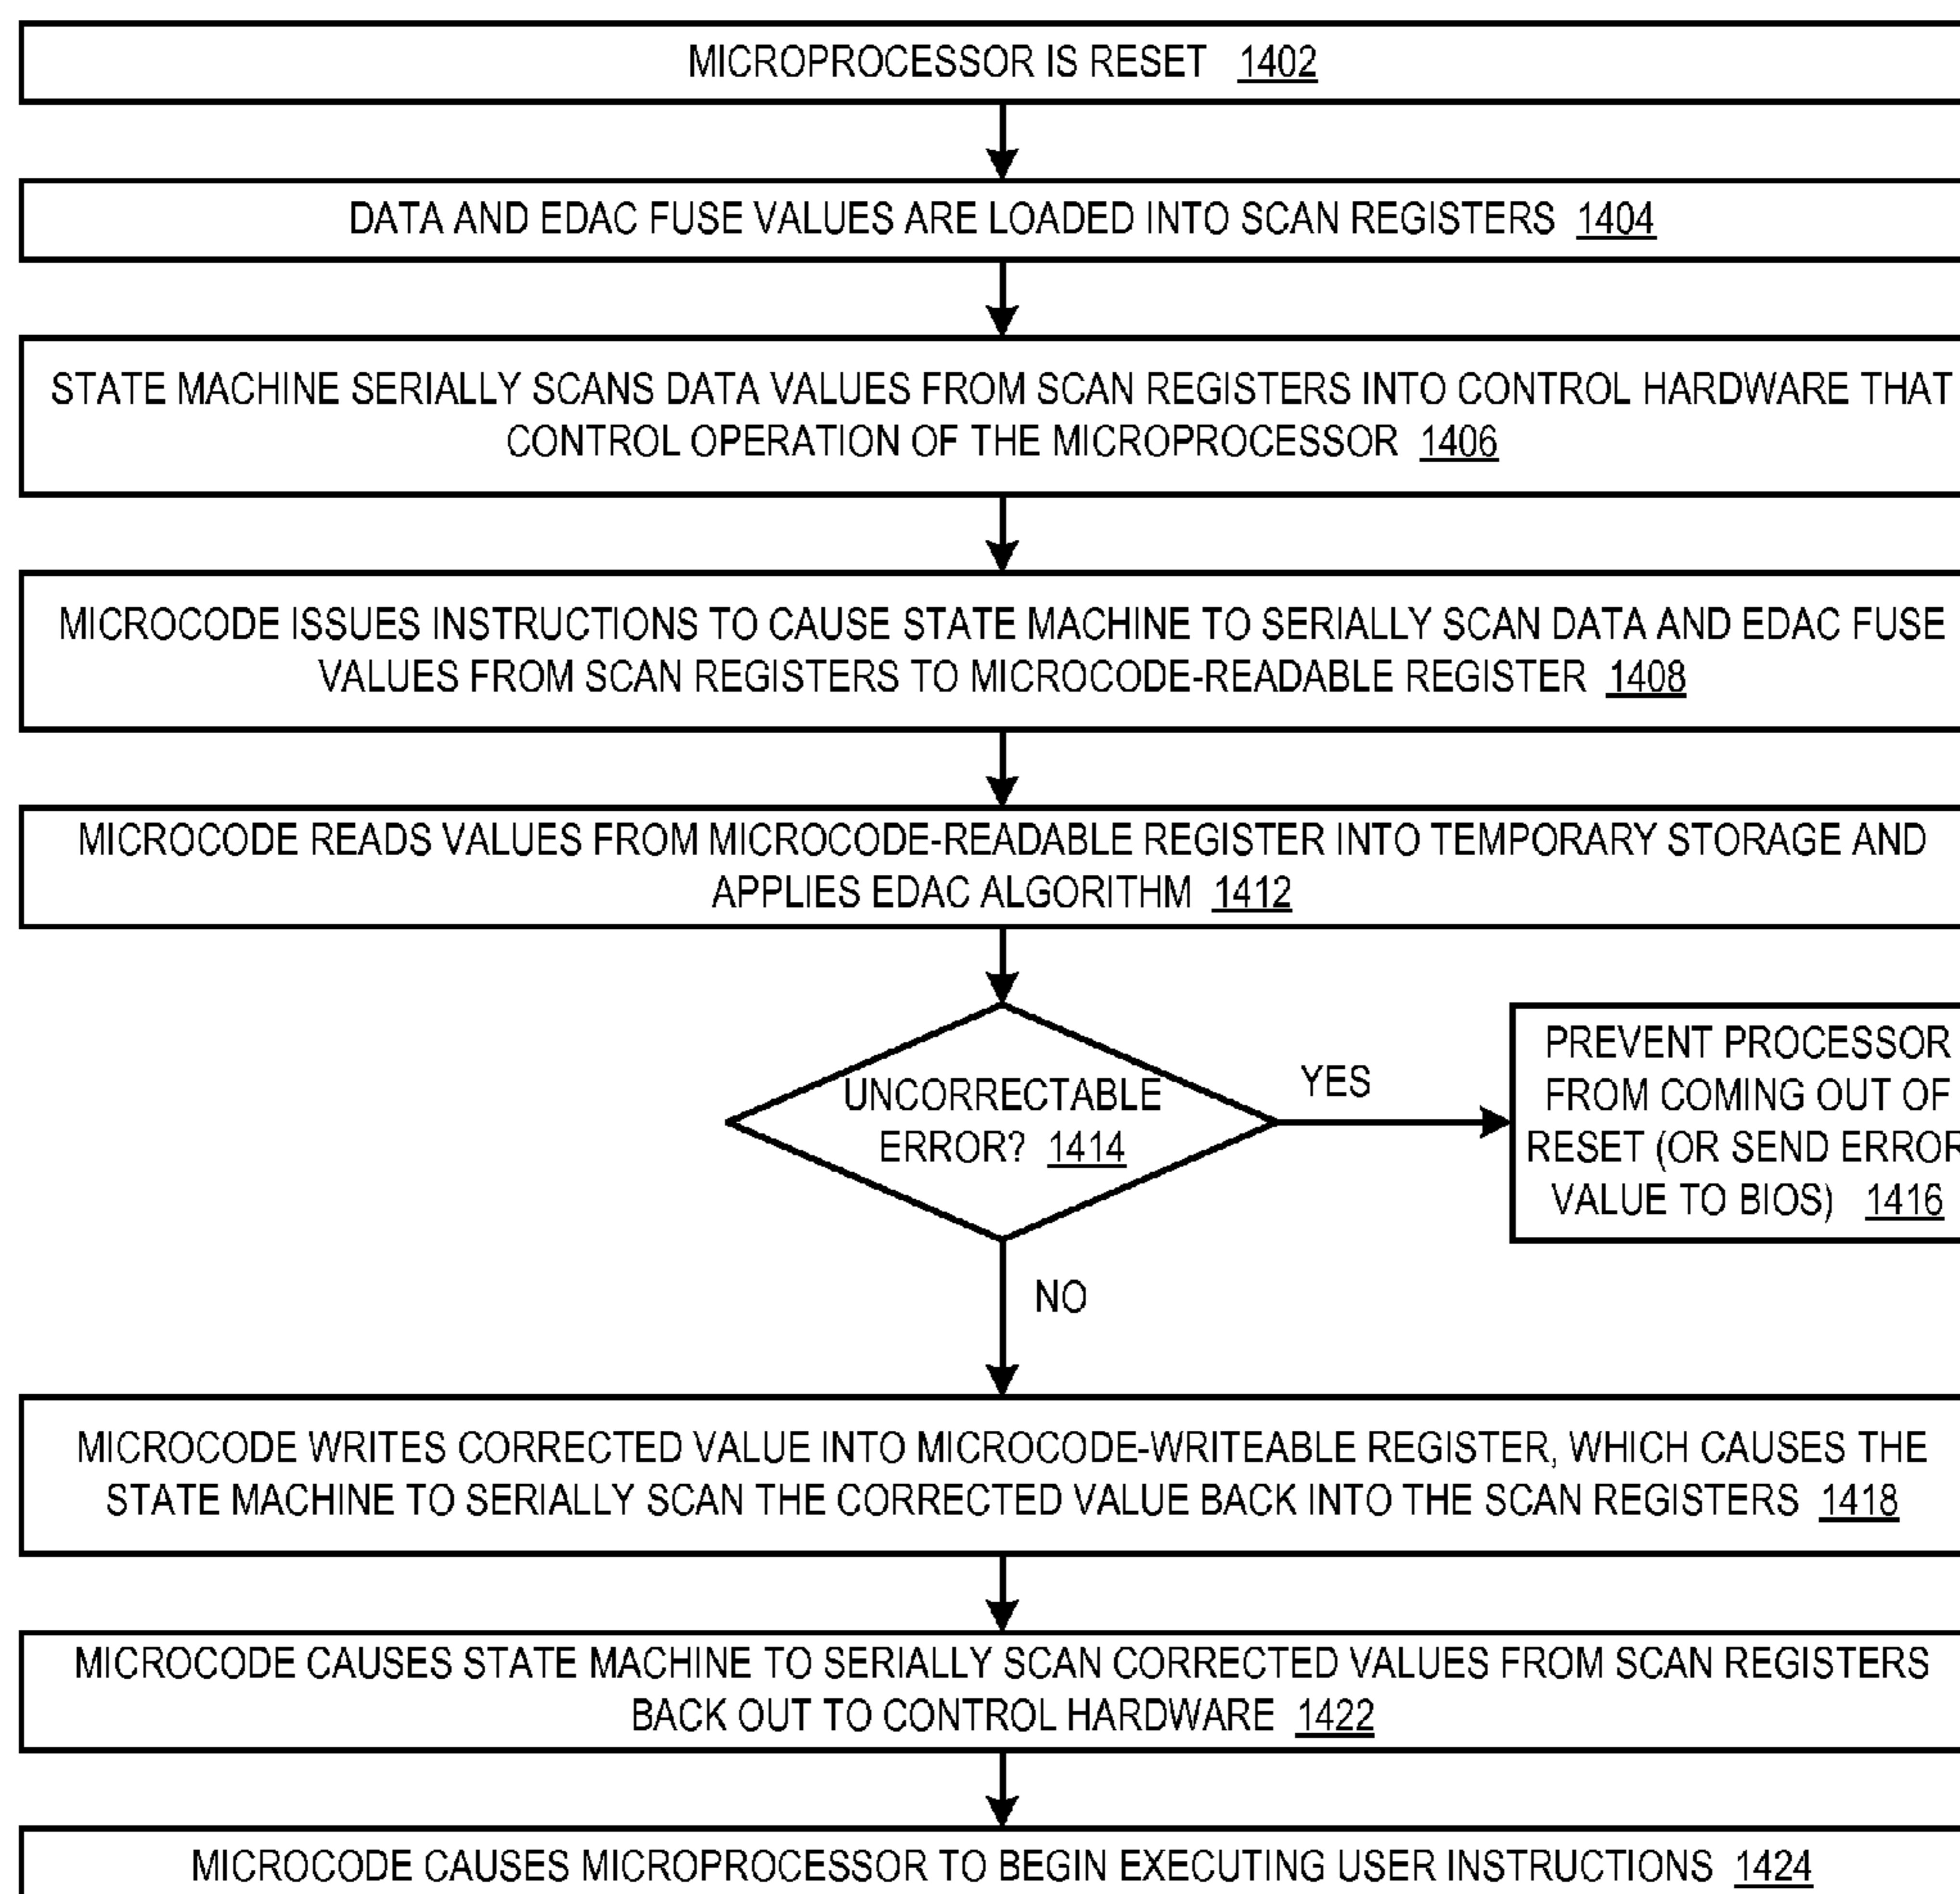 MICROPROCESSOR IS RESET 1402
DATA AND EDAC FUSE VALUES ARE LOADED INTO SCAN REGISTERS 1404
STATE MACHINE SERIALLY SCANS DATA VALUES FROM SCAN REGISTERS INTO CONTROL HARDWARE THAT
CONTROL OPERATION OF THE MICROPROCESSOR 1406
MICROCODE ISSUES INSTRUCTIONS TO CAUSE STATE MACHINE TO SERIALLY SCAN DATA AND EDAC FUSE
VALUES FROM SCAN REGISTERS TO MICROCODE-READABLE REGISTER 1408
MICROCODE READS VALUES FROM MICROCODE-READABLE REGISTER INTO TEMPORARY STORAGE AND
APPLIES EDAC ALGORITHM 1412
UNCORRECTABLE
ERROR? 1414
YES
PREVENT PROCESSOR
FROM COMING OUT OF
RESET (OR SEND ERROR
VALUE TO BIOS) 1416
NO
MICROCODE WRITES CORRECTED VALUE INTO MICROCODE-WRITEABLE REGISTER, WHICH CAUSES THE
STATE MACHINE TO SERIALLY SCAN THE CORRECTED VALUE BACK INTO THE SCAN REGISTERS 1418
MICROCODE CAUSES STATE MACHINE TO SERIALLY SCAN CORRECTED VALUES FROM SCAN REGISTERS
BACK OUT TO CONTROL HARDWARE 1422
MICROCODE CAUSES MICROPROCESSOR TO BEGIN EXECUTING USER INSTRUCTIONS 1424